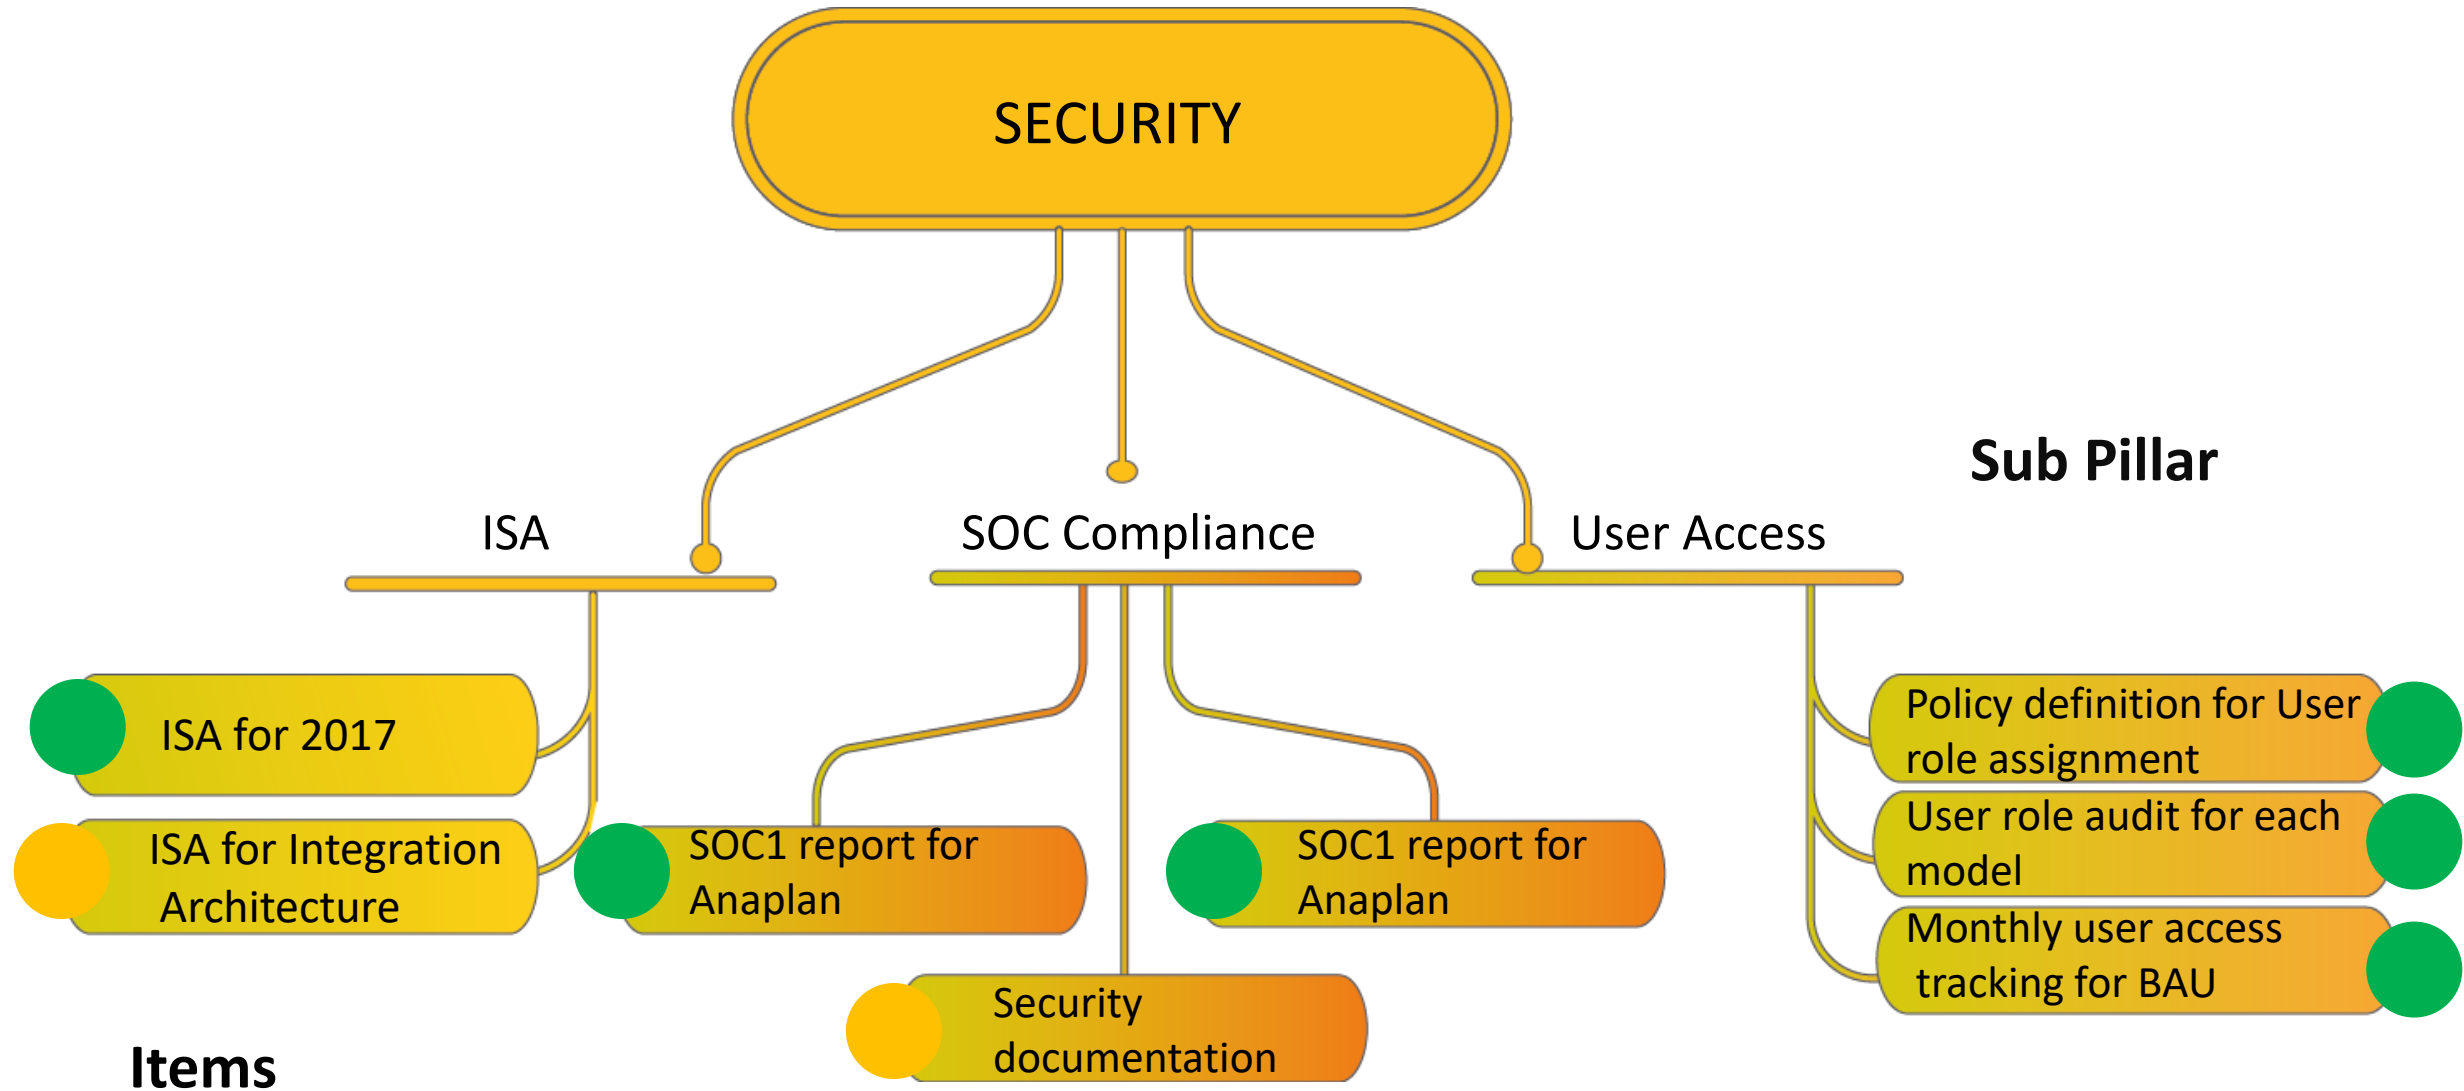 SECURITY
Sub Pillar
ISA
SOC Compliance
User Access
ISA for 2017
ISA for Integration
Architecture
SOC1 report for
Anaplan
Security
documentation
SOC1 report for
Anaplan
Policy definition for User
role assignment
User role audit for each
model
Monthly user access
tracking for BAU
Items